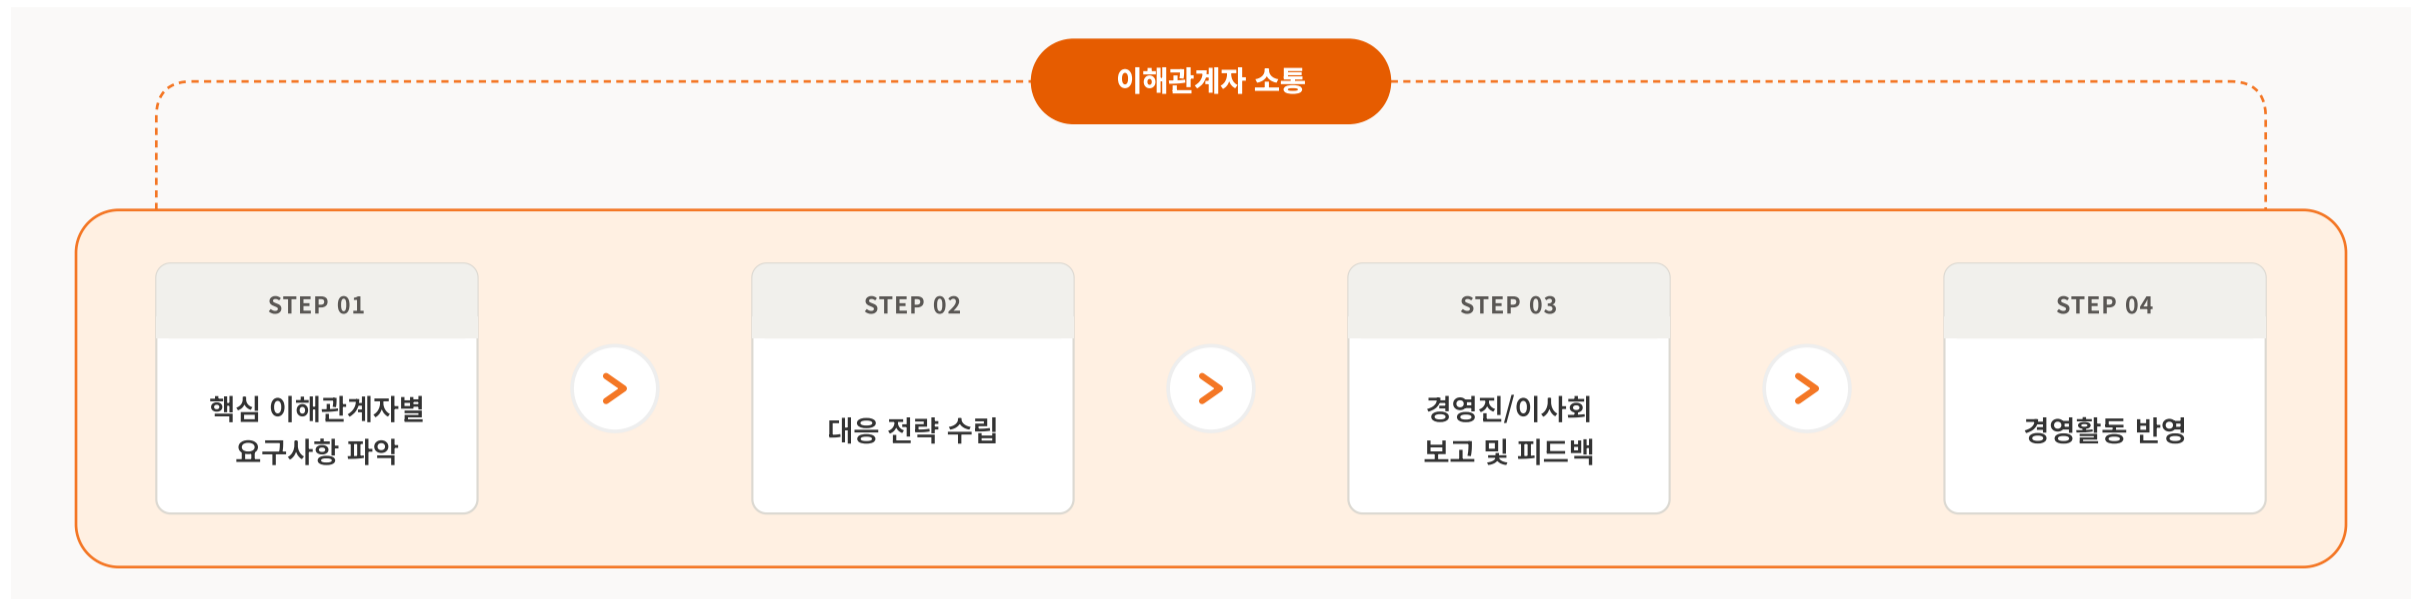 이해관계자 소통
STEP 01
핵심 이해관계자별
요구사항 파악
STEP 02
대응 전략 수립
STEP 03
경영진/이사회
보고 및 피드백
STEP 04
경영활동 반영